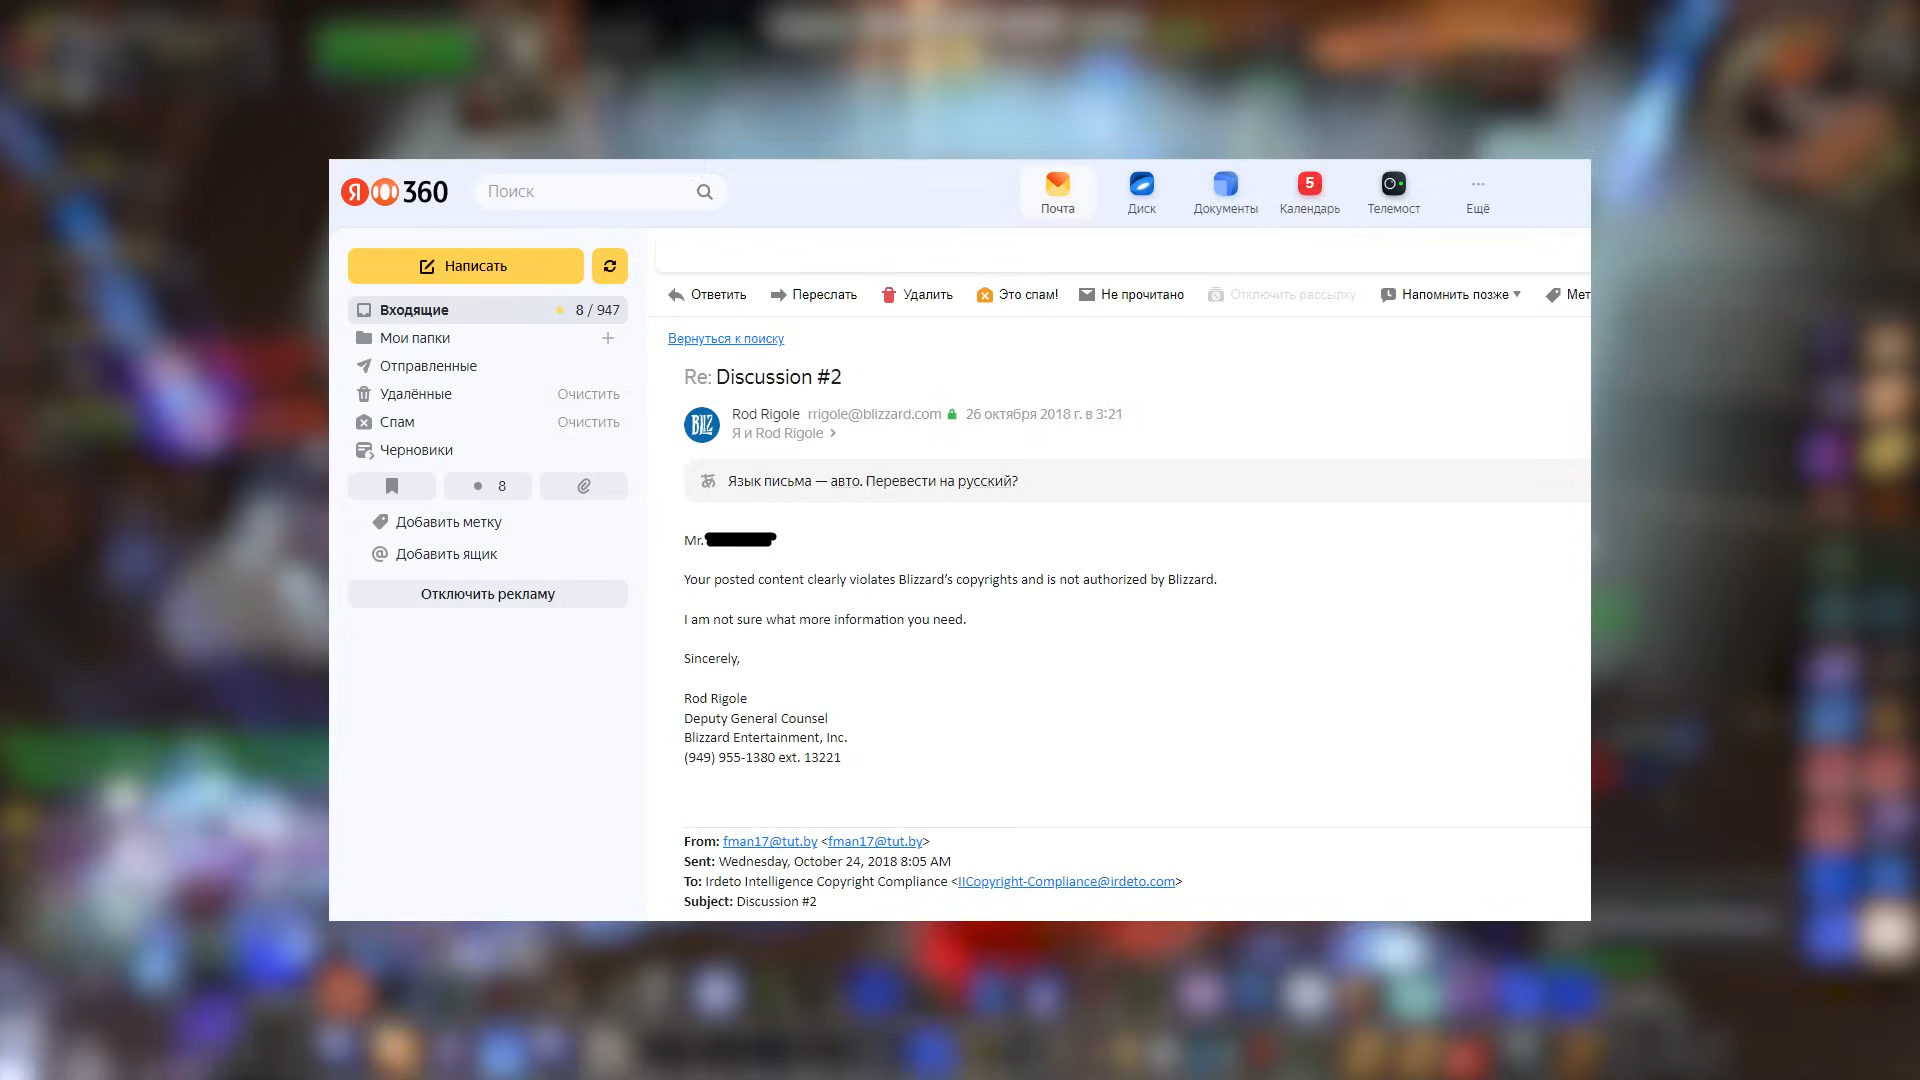 Я 360
Поиск
Почта
Диск
Документы
5
Календарь
Телемост
Ещё
Написать
Входящие 8 / 947
Мои папки
Отправленные
Удалённые Очистить
Спам Очистить
Черновики
8
Добавить метку
Добавить ящик
Отключить рекламу
Ответить Переслать Удалить Это спам! Не прочитано Отключить рассылку Напомнить позже Мет
Вернуться к поиску
Re: Discussion #2
BLIZ
Rod Rigole rrigole@blizzard.com 26 октября 2018 г. в 3:21
Я и Rod Rigole
あ Язык письма — авто. Перевести на русский?
Mr.
Your posted content clearly violates Blizzard’s copyrights and is not authorized by Blizzard.
I am not sure what more information you need.
Sincerely,
Rod Rigole
Deputy General Counsel
Blizzard Entertainment, Inc.
(949) 955-1380 ext. 13221
From: fman17@tut.by <fman17@tut.by>
Sent: Wednesday, October 24, 2018 8:05 AM
To: Irdeto Intelligence Copyright Compliance <IICopyright-Compliance@irdeto.com>
Subject: Discussion #2